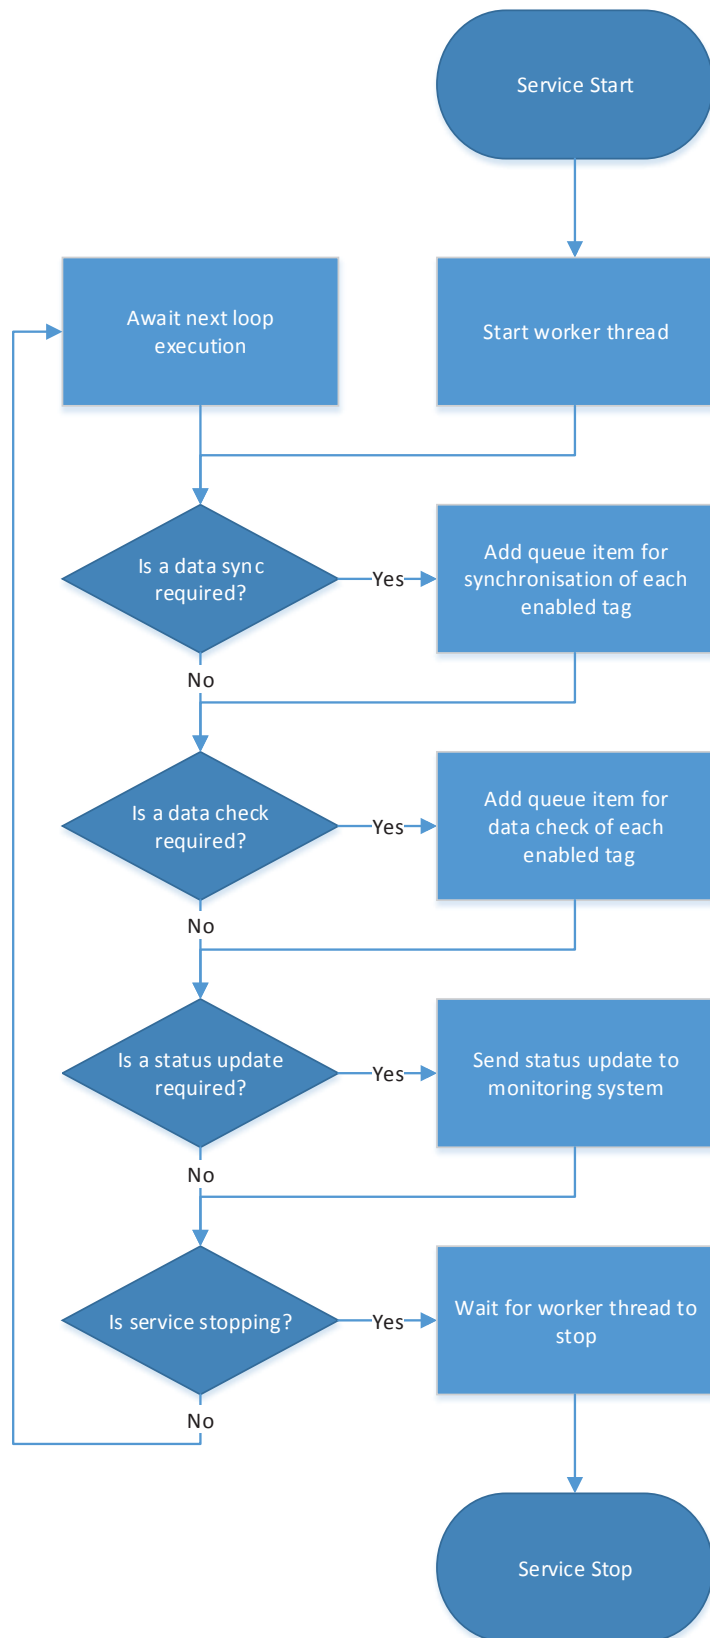 Service Start
Await next loop
execution
Start worker thread
Is a data sync
required?
Yes
Add queue item for
synchronisation of each
enabled tag
No
Is a data check
required?
Yes
Add queue item for
data check of each
enabled tag
No
Is a status update
required?
Yes
Send status update to
monitoring system
No
Is service stopping?
Yes
Wait for worker thread to
stop
No
Service Stop